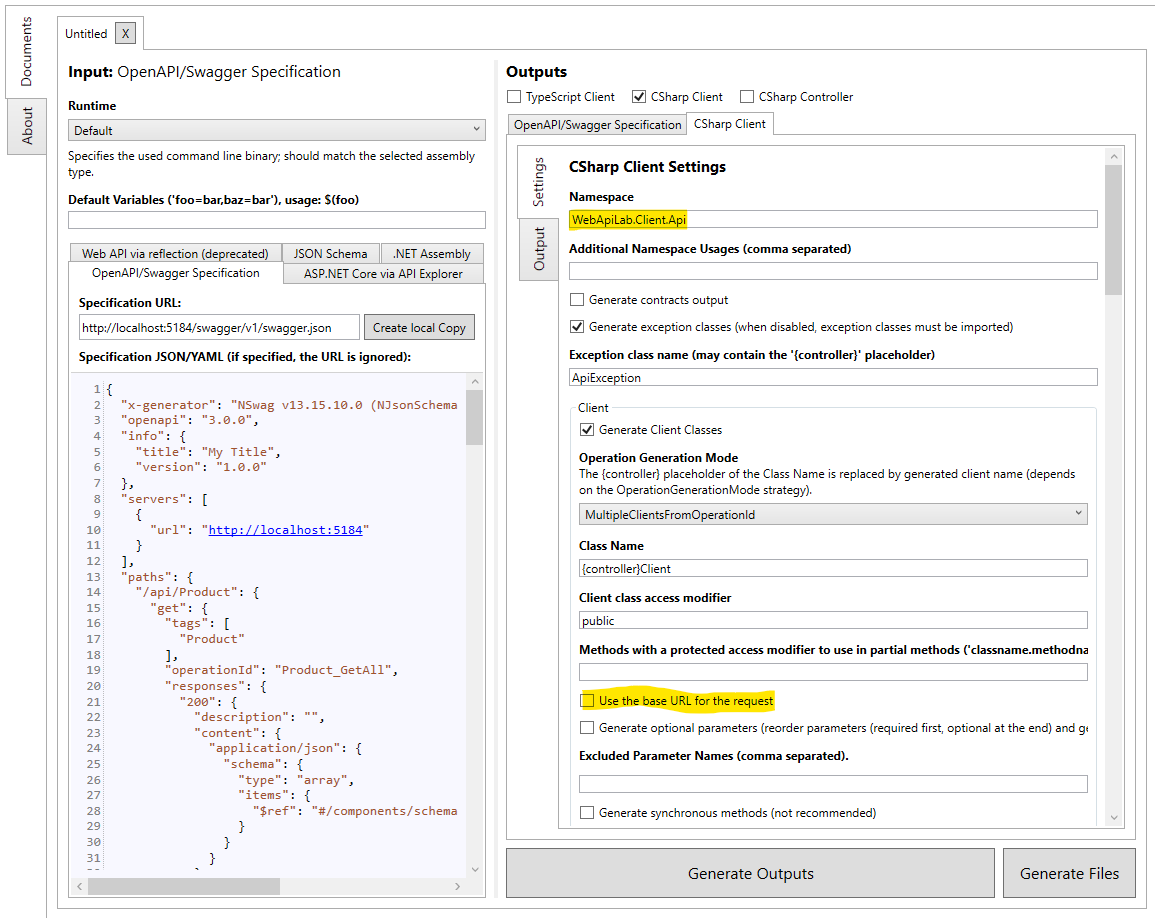 Documents
About
Untitled X
Input: OpenAPI/Swagger Specification
Runtime
Default
Specifies the used command line binary; should match the selected assembly
type.
Default Variables ('foo=bar,baz=bar'), usage: $(foo)
Web API via reflection (deprecated) JSON Schema .NET Assembly
OpenAPI/Swagger Specification ASP.NET Core via API Explorer
Specification URL:
http://localhost:5184/swagger/v1/swagger.json Create local Copy
Specification JSON/YAML (if specified, the URL is ignored):
1 {
2 "x-generator": "NSwag v13.15.10.0 (NJsonSchema
3 "openapi": "3.0.0",
4 "info": {
5 "title": "My Title",
6 "version": "1.0.0"
7 },
8 "servers": [
9 {
10 "url": "http://localhost:5184"
11 }
12 ],
13 "paths": {
14 "/api/Product": {
15 "get": {
16 "tags": [
17 "Product"
18 ],
19 "operationId": "Product_GetAll",
20 "responses": {
21 "200": {
22 "description": "",
23 "content": {
24 "application/json": {
25 "schema": {
26 "type": "array",
27 "items": {
28 "$ref": "#/components/schema
29 }
30 }
31 }
Outputs
TypeScript Client CSharp Client CSharp Controller
OpenAPI/Swagger Specification CSharp Client
Settings
Output
CSharp Client Settings
Namespace
WebApiLab.Client.Api
Additional Namespace Usages (comma separated)
Generate contracts output
Generate exception classes (when disabled, exception classes must be imported)
Exception class name (may contain the '{controller}' placeholder)
ApiException
Client
Generate Client Classes
Operation Generation Mode
The {controller} placeholder of the Class Name is replaced by generated client name (depends
on the OperationGenerationMode strategy).
MultipleClientsFromOperationId
Class Name
{controller}Client
Client class access modifier
public
Methods with a protected access modifier to use in partial methods ('classname.methodna
Use the base URL for the request
Generate optional parameters (reorder parameters (required first, optional at the end) and ge
Excluded Parameter Names (comma separated).
Generate synchronous methods (not recommended)
Generate Outputs Generate Files